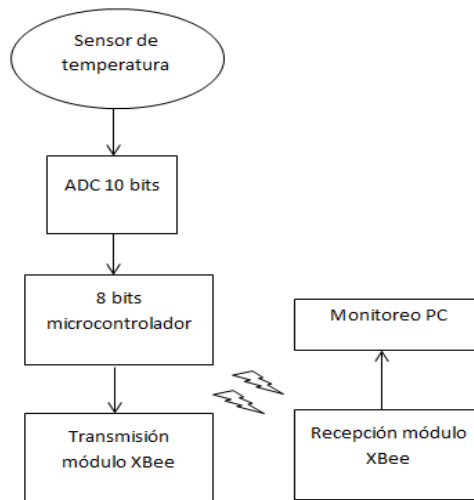 Sensor de
temperatura
ADC 10 bits
8 bits
microcontrolador
Monitoreo PC
Transmisión
módulo XBee
Recepción módulo
XBee